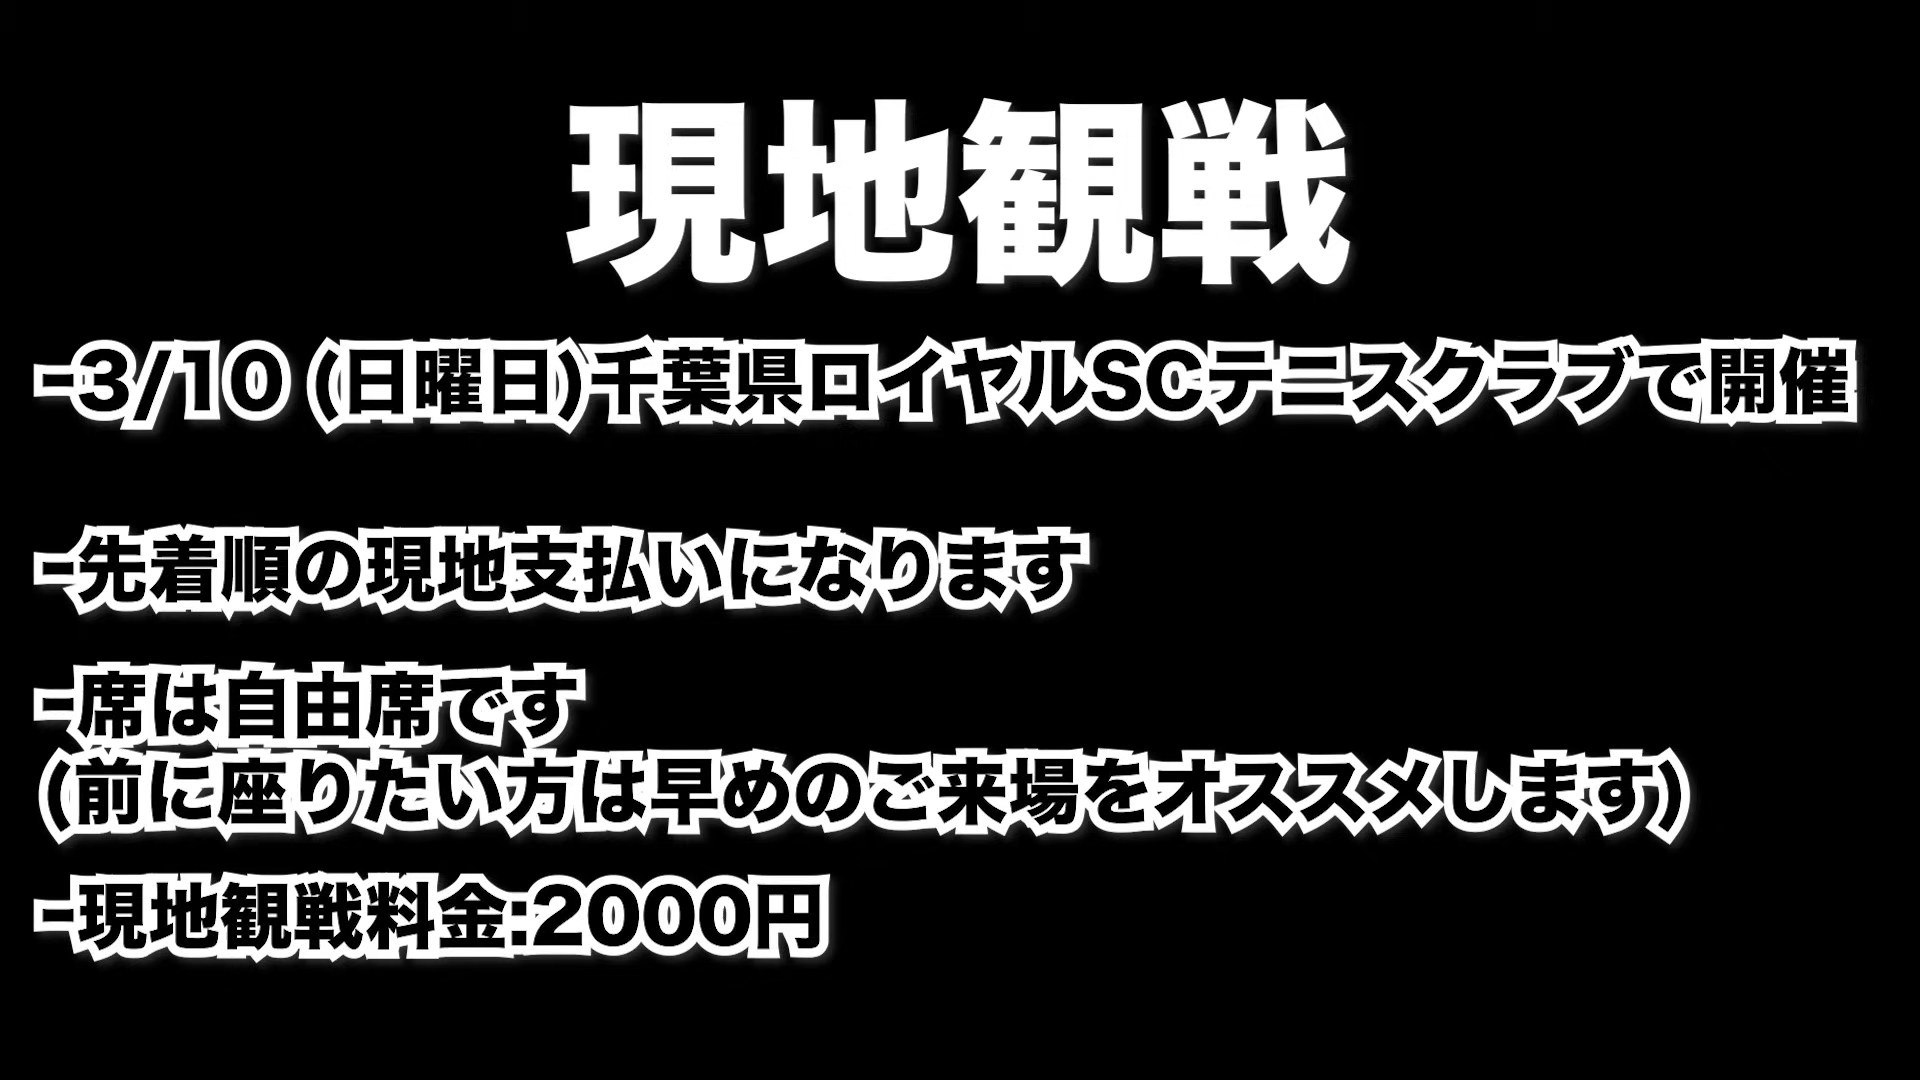 現地観戦
-3/10 (日曜日)千葉県ロイヤルSCテニスクラブで開催
-先着順の現地支払いになります
-席は自由席です
(前に座りたい方は早めのご来場をオススメします)
-現地観戦料金:2000円